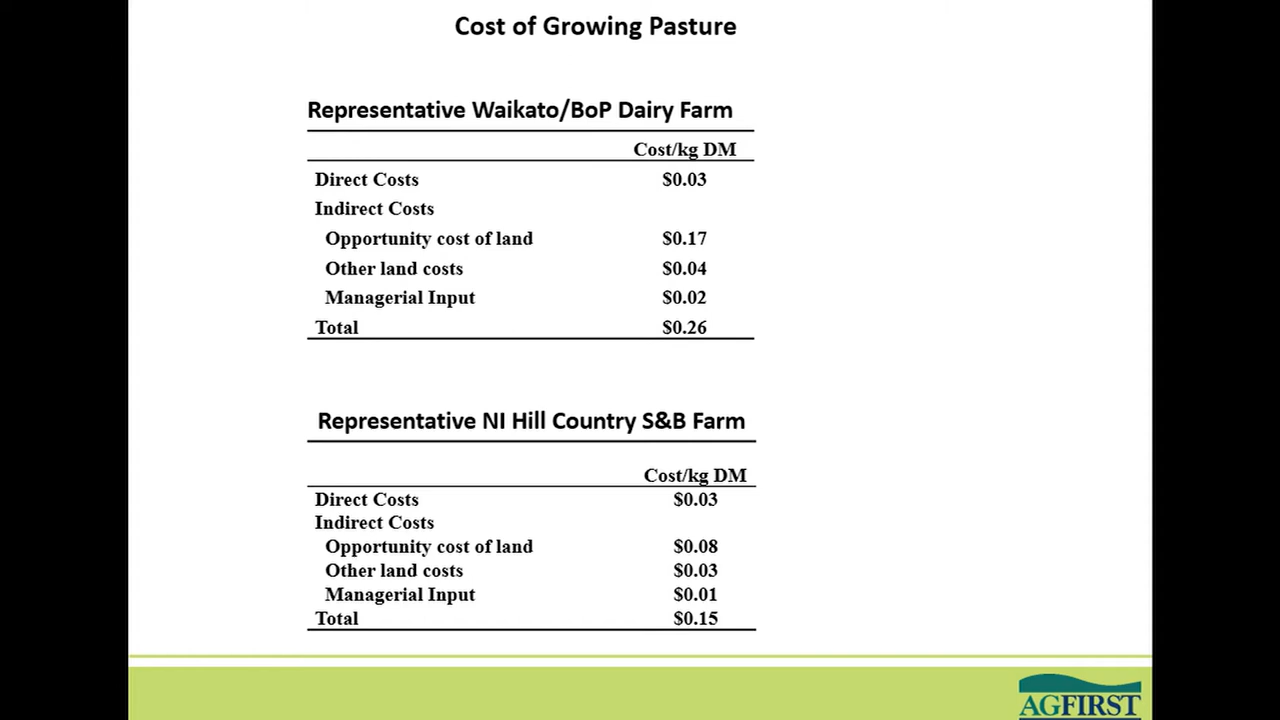 Cost of Growing Pasture
Representative Waikato/BoP Dairy Farm
Cost/kg DM
Direct Costs $0.03
Indirect Costs
Opportunity cost of land $0.17
Other land costs $0.04
Managerial Input $0.02
Total $0.26
Representative NI Hill Country S&B Farm
Cost/kg DM
Direct Costs $0.03
Indirect Costs
Opportunity cost of land $0.08
Other land costs $0.03
Managerial Input $0.01
Total $0.15
AGFIRST